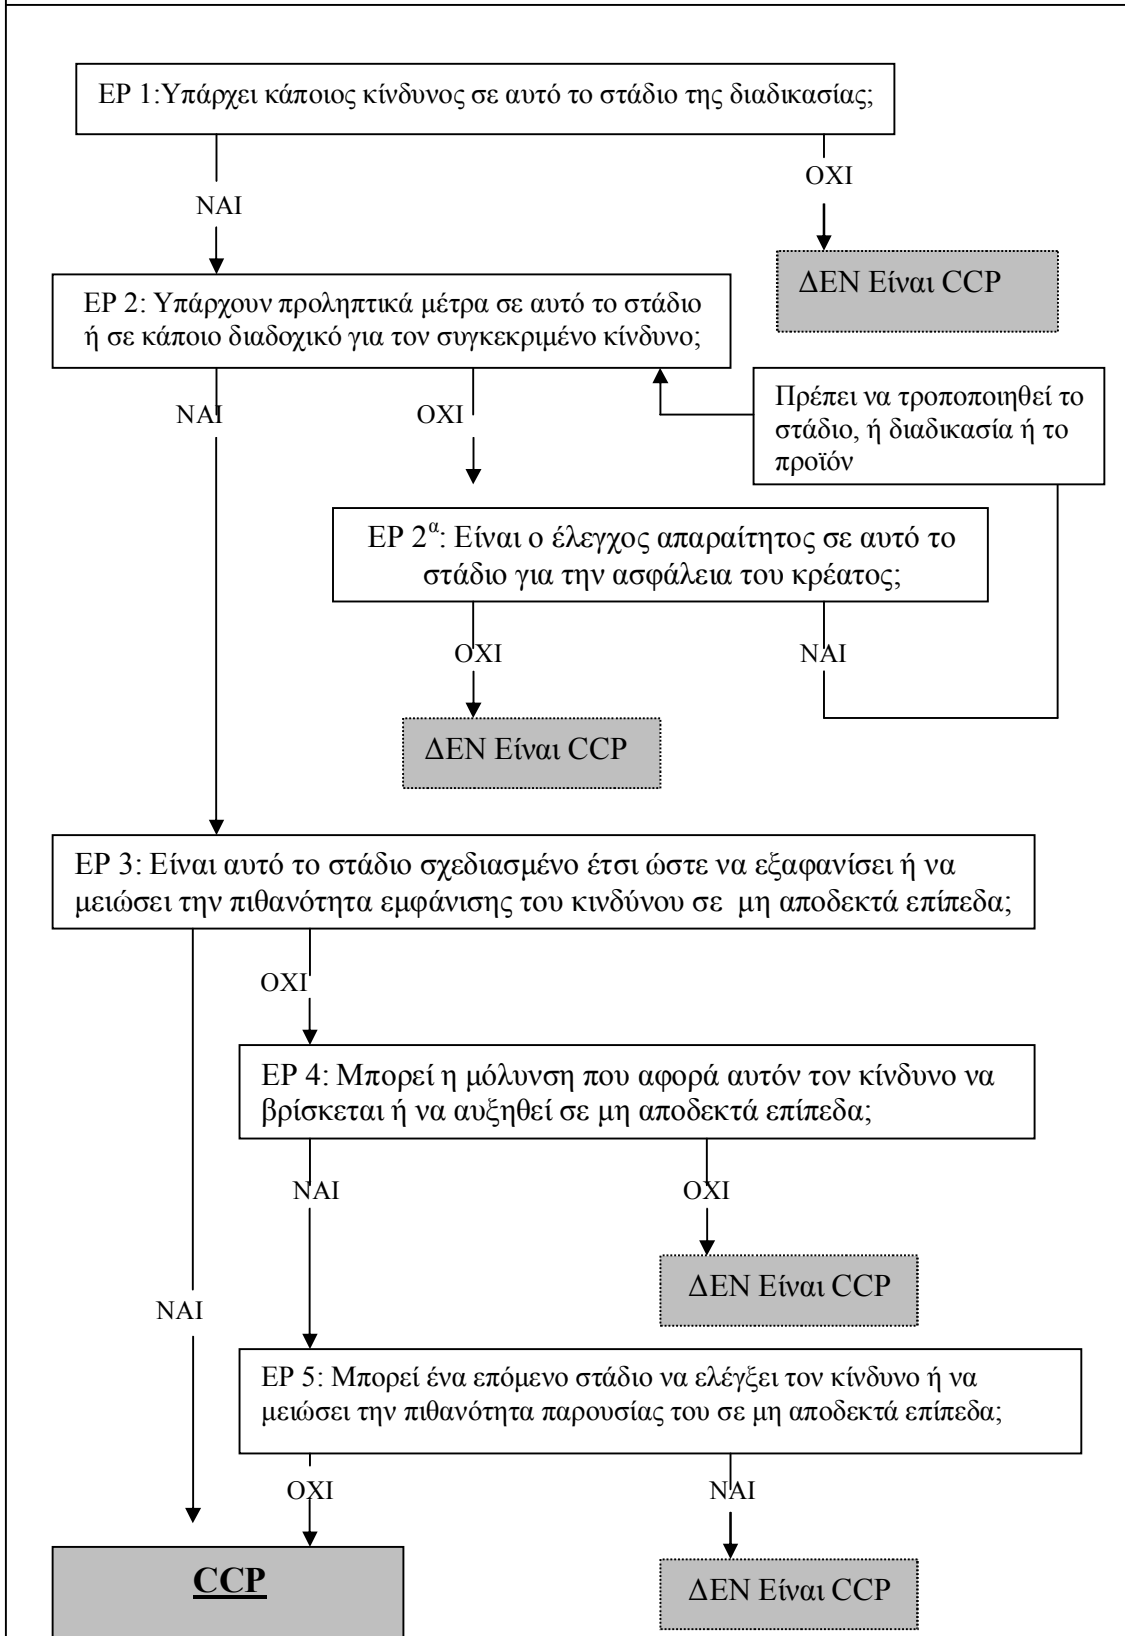 ΕΡ 1:Υπάρχει κάποιος κίνδυνος σε αυτό το στάδιο της διαδικασίας;
ΟΧΙ
ΝΑΙ
ΔΕΝ Είναι CCP
ΕΡ 2: Υπάρχουν προληπτικά μέτρα σε αυτό το στάδιο
ή σε κάποιο διαδοχικό για τον συγκεκριμένο κίνδυνο;
ΝΑΙ
ΟΧΙ
Πρέπει να τροποποιηθεί το
στάδιο, ή διαδικασία ή το
προϊόν
ΕΡ 2α: Είναι ο έλεγχος απαραίτητος σε αυτό το
στάδιο για την ασφάλεια του κρέατος;
ΟΧΙ
ΝΑΙ
ΔΕΝ Είναι CCP
ΕΡ 3: Είναι αυτό το στάδιο σχεδιασμένο έτσι ώστε να εξαφανίσει ή να
μειώσει την πιθανότητα εμφάνισης του κινδύνου σε μη αποδεκτά επίπεδα;
ΟΧΙ
ΕΡ 4: Μπορεί η μόλυνση που αφορά αυτόν τον κίνδυνο να
βρίσκεται ή να αυξηθεί σε μη αποδεκτά επίπεδα;
ΝΑΙ
ΟΧΙ
ΔΕΝ Είναι CCP
ΝΑΙ
ΕΡ 5: Μπορεί ένα επόμενο στάδιο να ελέγξει τον κίνδυνο ή να
μειώσει την πιθανότητα παρουσίας του σε μη αποδεκτά επίπεδα;
ΟΧΙ
ΝΑΙ
CCP
ΔΕΝ Είναι CCP